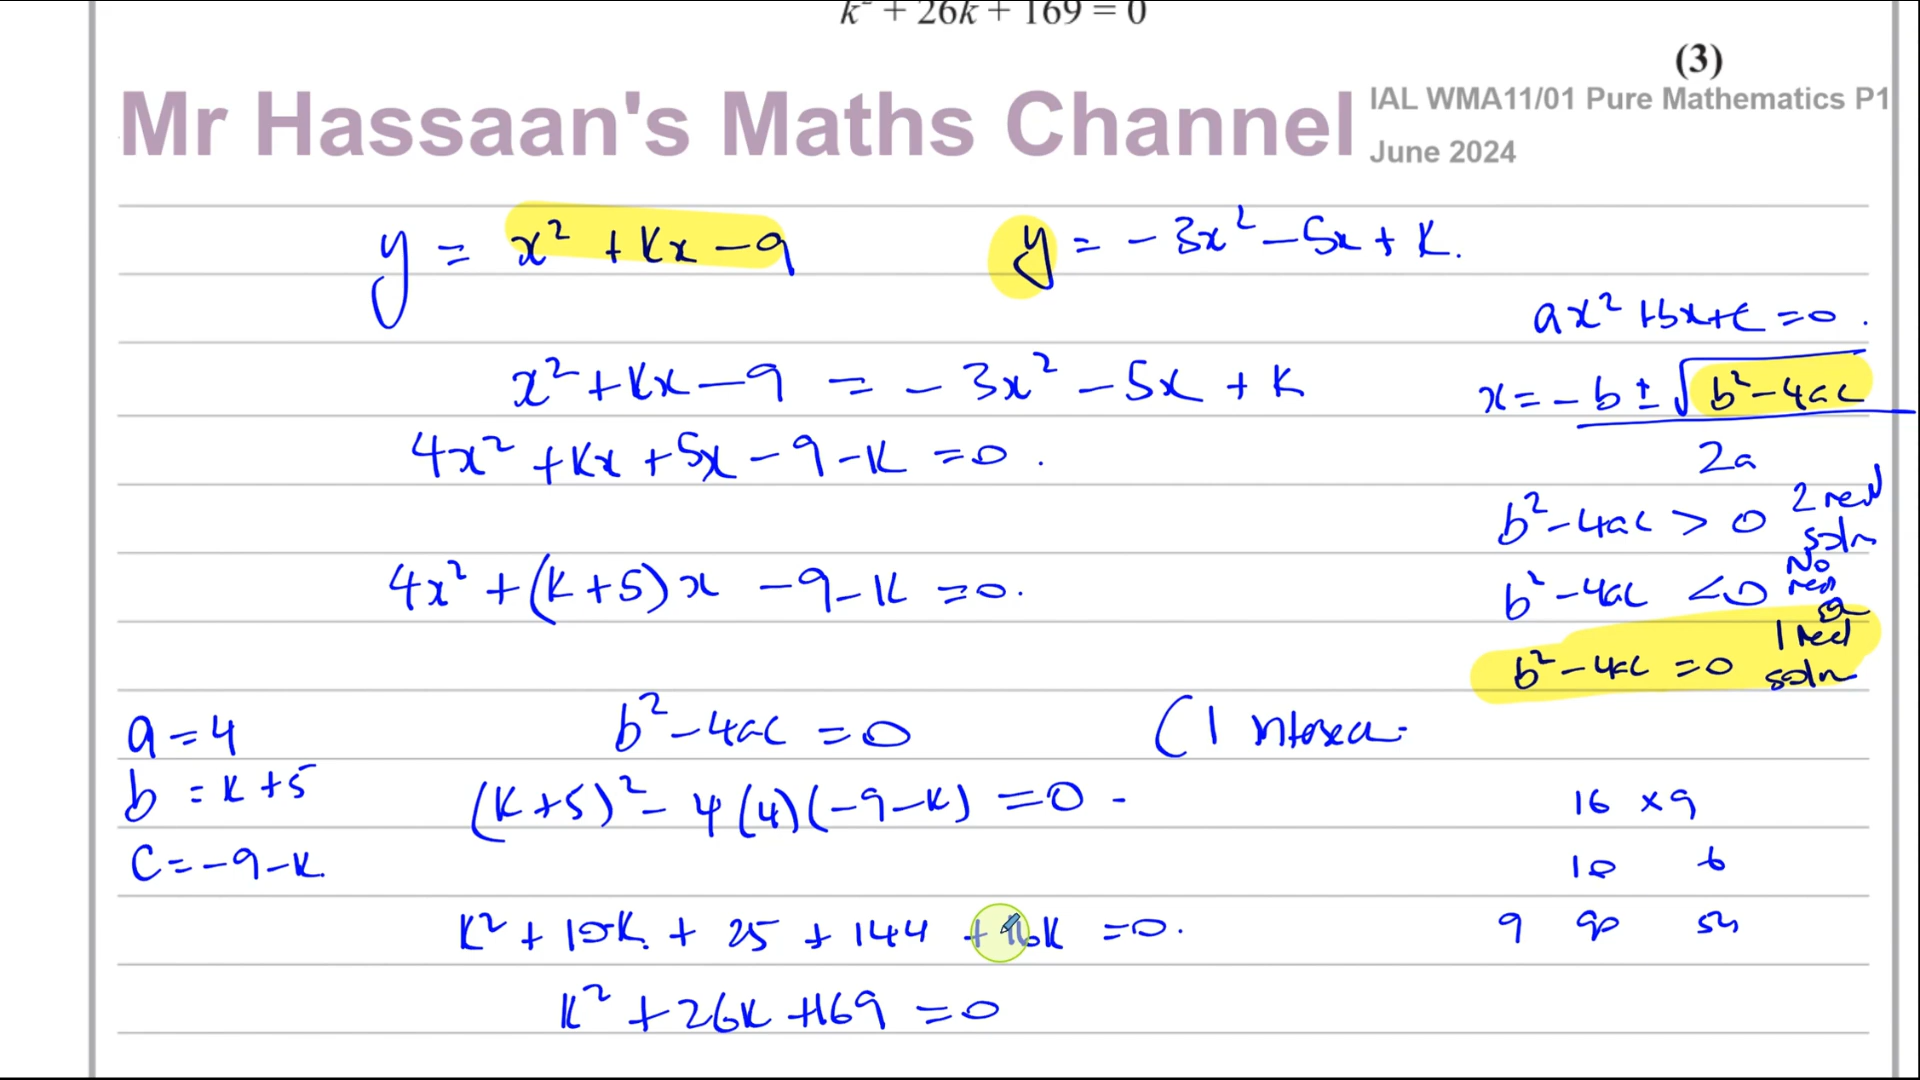 k² + 26k + 169 = 0
(3)
Mr Hassaan's Maths Channel
IAL WMA11/01 Pure Mathematics P1
June 2024
y = x² + kx - 9    y = -3x² - 5x + k.
ax² + bx + c = 0.
x² + kx - 9 = -3x² - 5x + k
x = -b ± √b² - 4ac
2a
4x² + kx + 5x - 9 - k = 0.
b² - 4ac > 0 2 real soln
4x² + (k+5)x - 9 - k = 0.
b² - 4ac < 0 No real
b² - 4ac = 0 1 real soln
a = 4    b² - 4ac = 0    (1
b = k + 5    (k+5)² - 4(4)(-9-k) = 0    16 × 9
c = -9 - k.    10 6
k² + 10k + 25 + 144 + 16k = 0.    9 90 54
k² + 26k + 169 = 0